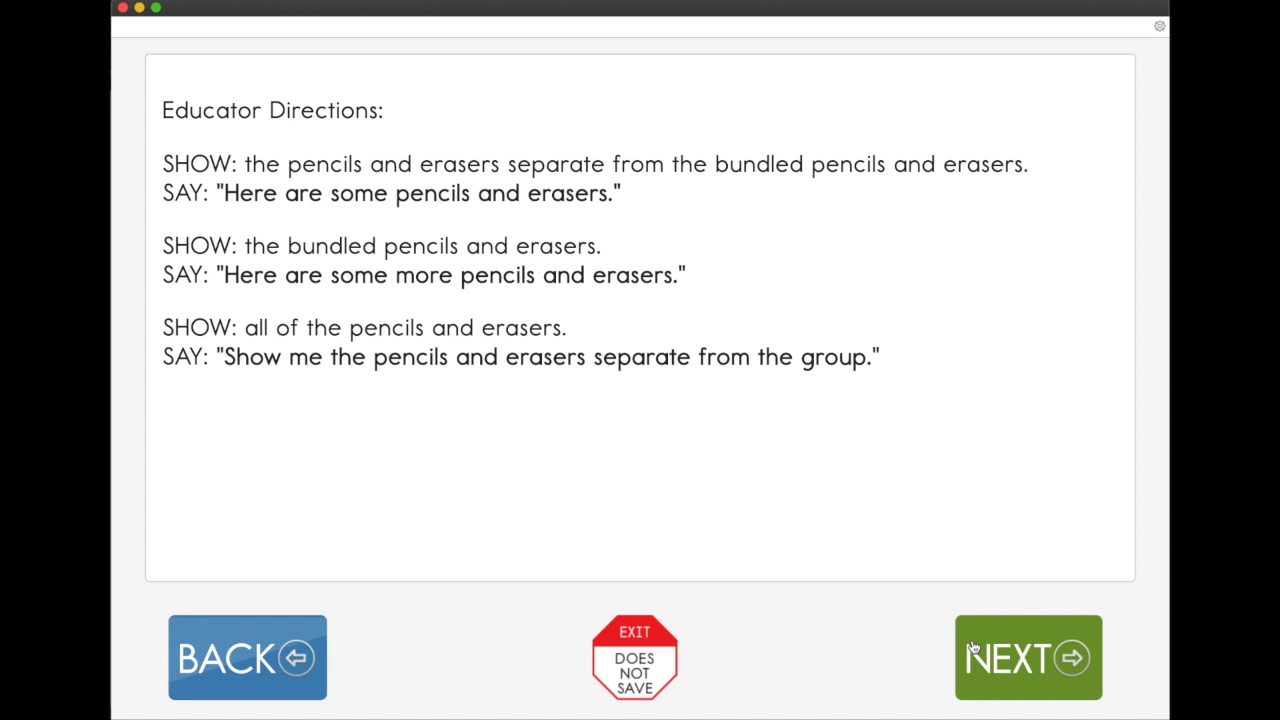 Educator Directions:
SHOW: the pencils and erasers separate from the bundled pencils and erasers.
SAY: "Here are some pencils and erasers."
SHOW: the bundled pencils and erasers.
SAY: "Here are some more pencils and erasers."
SHOW: all of the pencils and erasers.
SAY: "Show me the pencils and erasers separate from the group."
BACK
EXIT
DOES
NOT
SAVE
NEXT